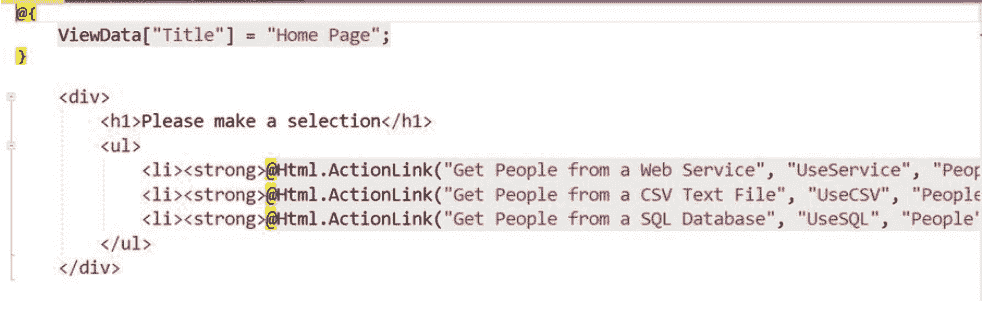 @{
ViewData["Title"] = "Home Page";
}
<div>
<h1>Please make a selection</h1>
<ul>
<li><strong>@Html.ActionLink("Get People from a Web Service", "UseService", "Peop
<li><strong>@Html.ActionLink("Get People from a CSV Text File", "UseCSV", "People
<li><strong>@Html.ActionLink("Get People from a SQL Database", "UseSQL", "People"
</ul>
</div>